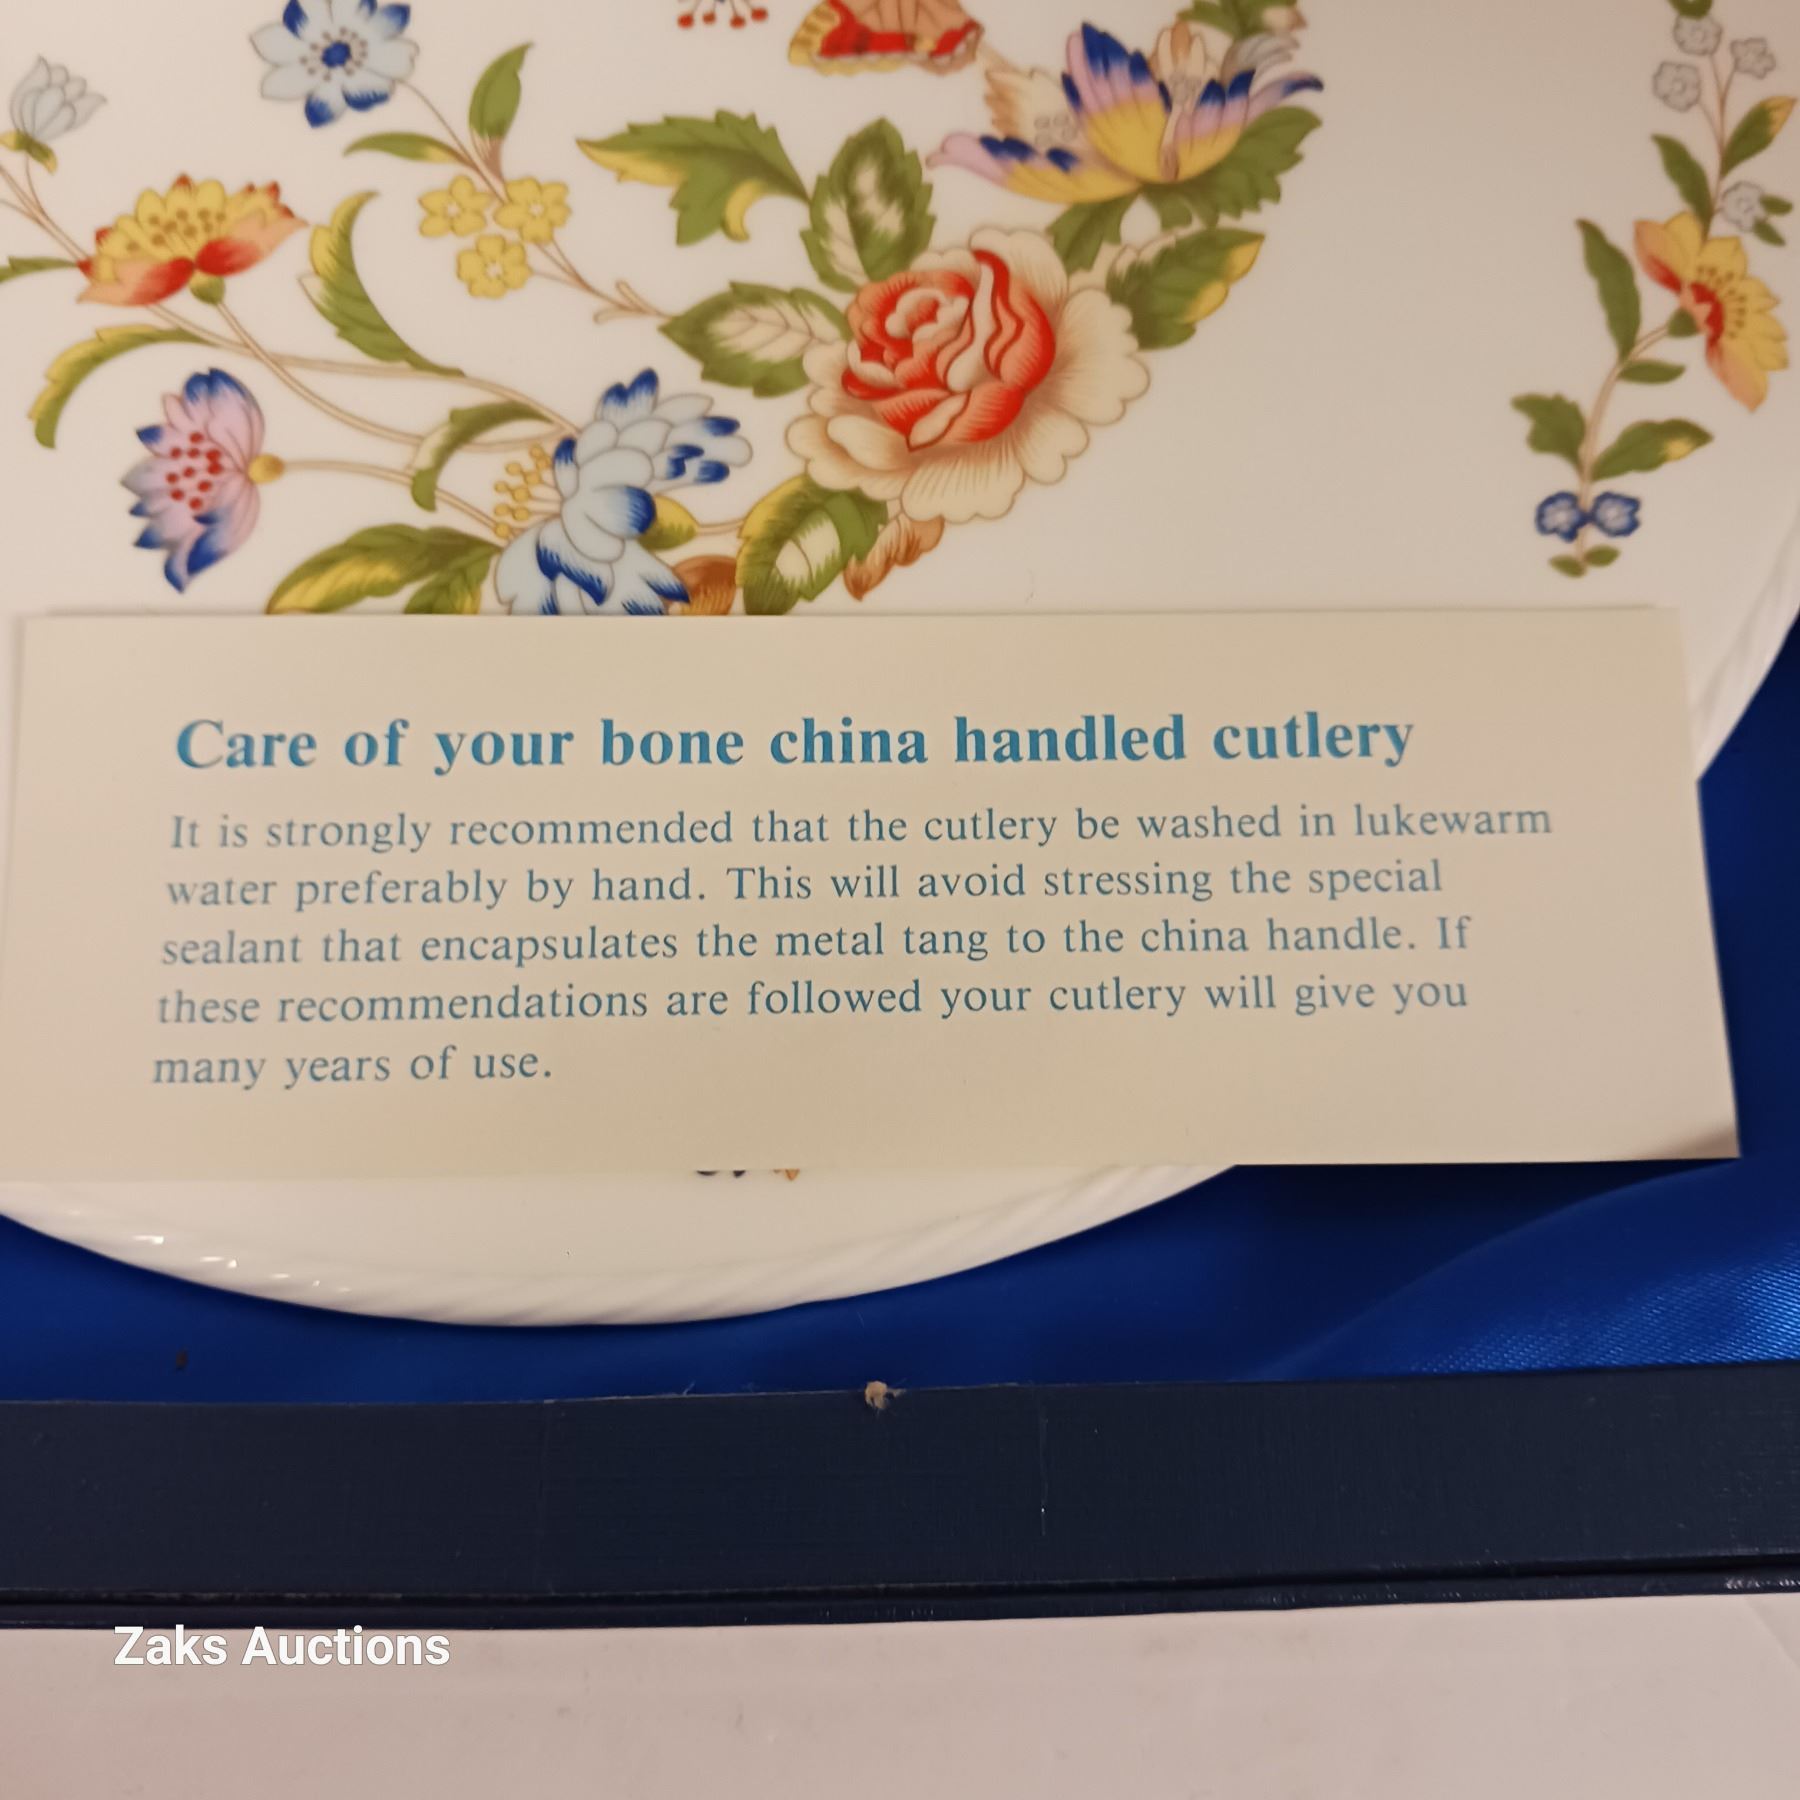 Care of your bone china handled cutlery
It is strongly recommended that the cutlery be washed in lukewarm
water preferably by hand. This will avoid stressing the special
sealant that encapsulates the metal tang to the china handle. If
these recommendations are followed your cutlery will give you
many years of use.
Zaks Auctions